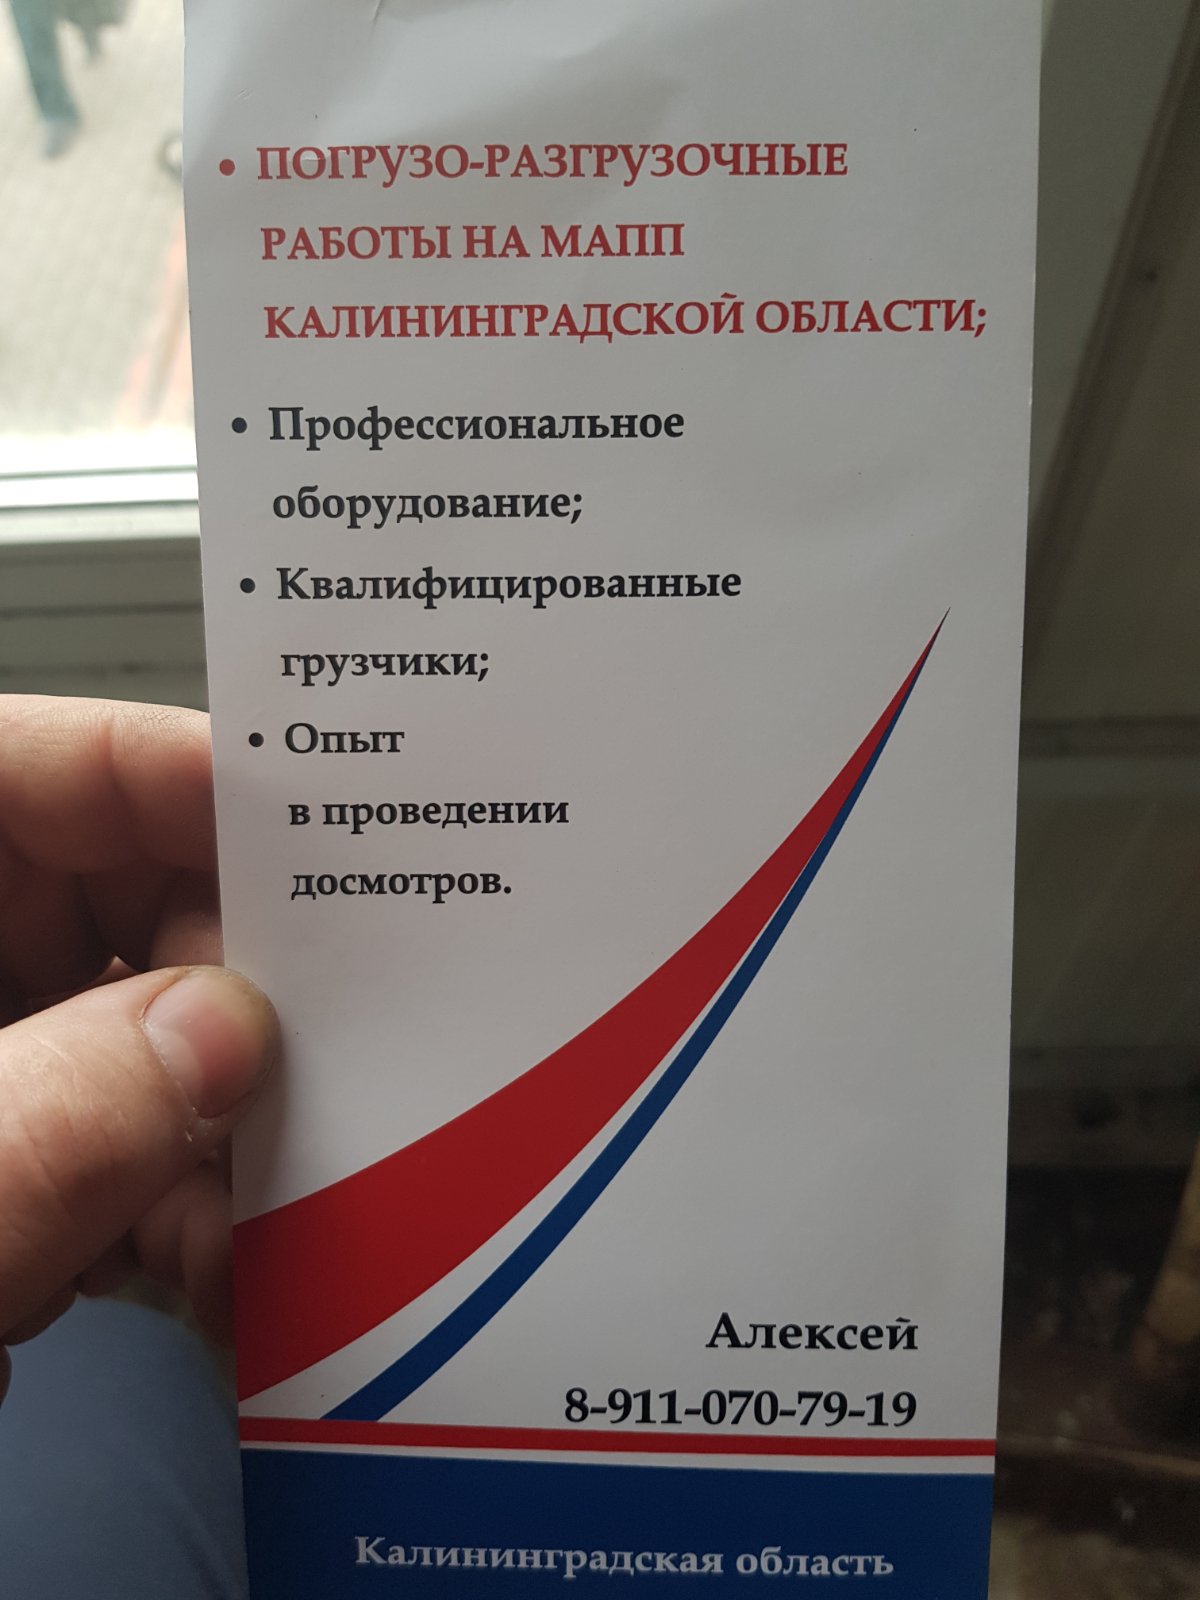 • ПОГРУЗО-РАЗГРУЗОЧНЫЕ
РАБОТЫ НА МАПП
КАЛИНИНГРАДСКОЙ ОБЛАСТИ;
• Профессиональное
оборудование;
• Квалифицированные
грузчики;
• Опыт
в проведении
досмотров.
Алексей
8-911-070-79-19
Калининградская область